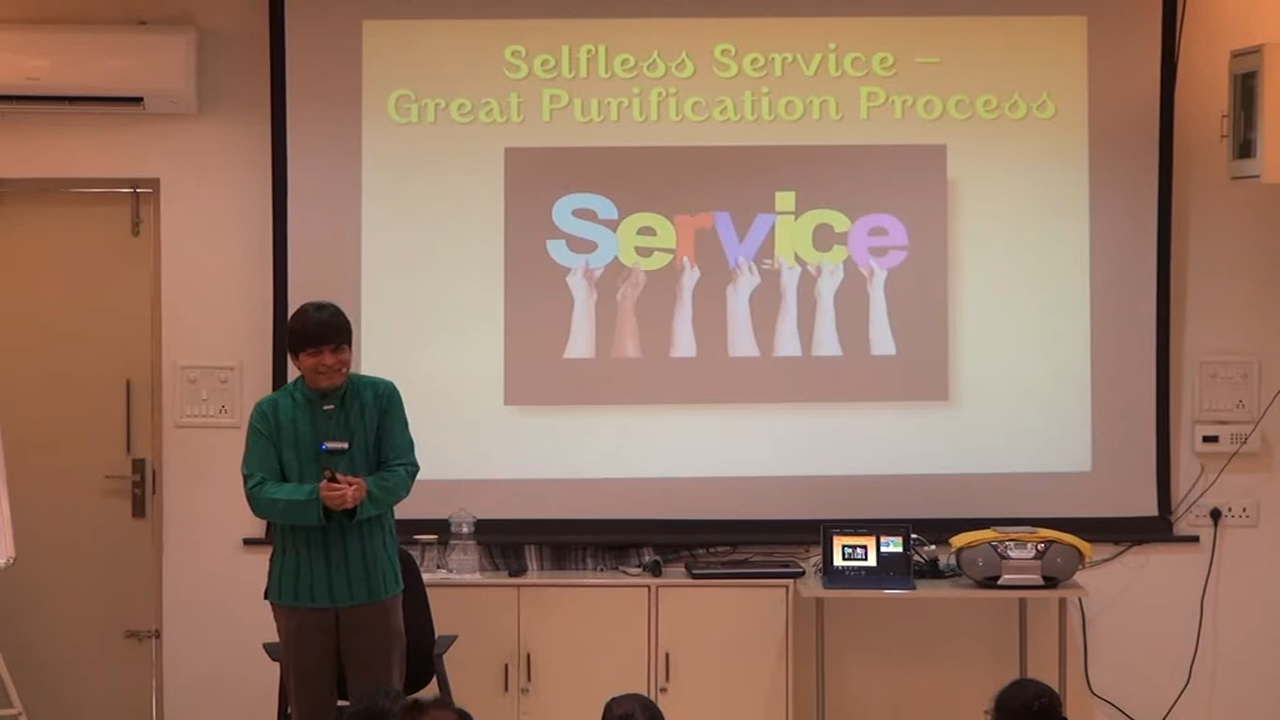 Selfless Service –
Great Purification Process
Service